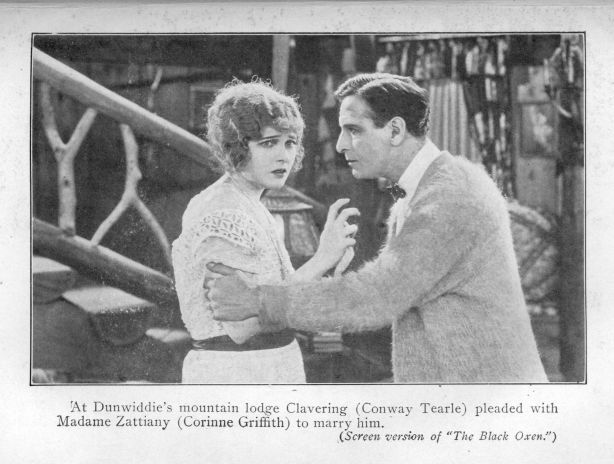 'At Dunwiddie's mountain lodge Clavering (Conway Tearle) pleaded with
Madame Zattiany (Corinne Griffith) to marry him.
(Screen version of "The Black Oxen.")